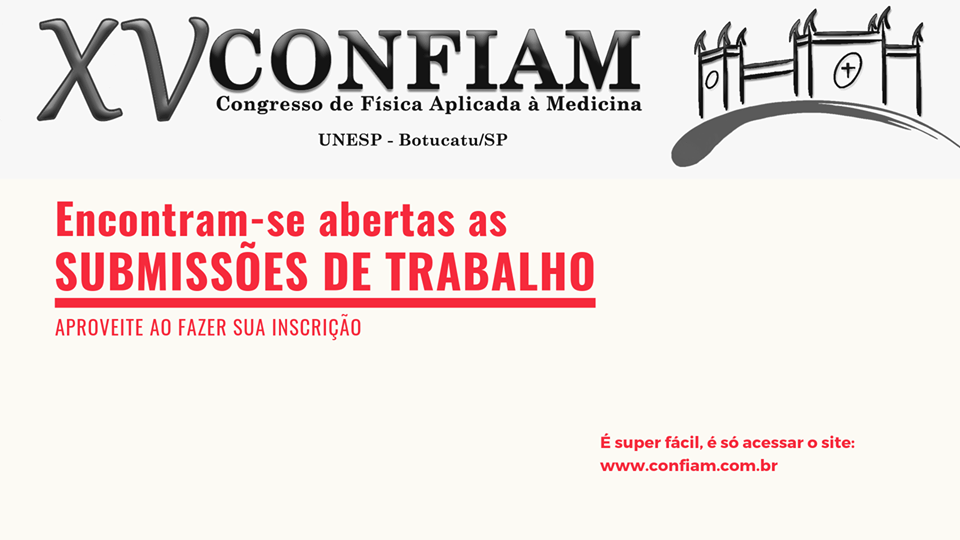 XV CONFIAM
Congresso de Física Aplicada à Medicina
UNESP - Botucatu/SP
Encontram-se abertas as
SUBMISSÕES DE TRABALHO
APROVEITE AO FAZER SUA INSCRIÇÃO
É super fácil, é só acessar o site:
www.confiam.com.br